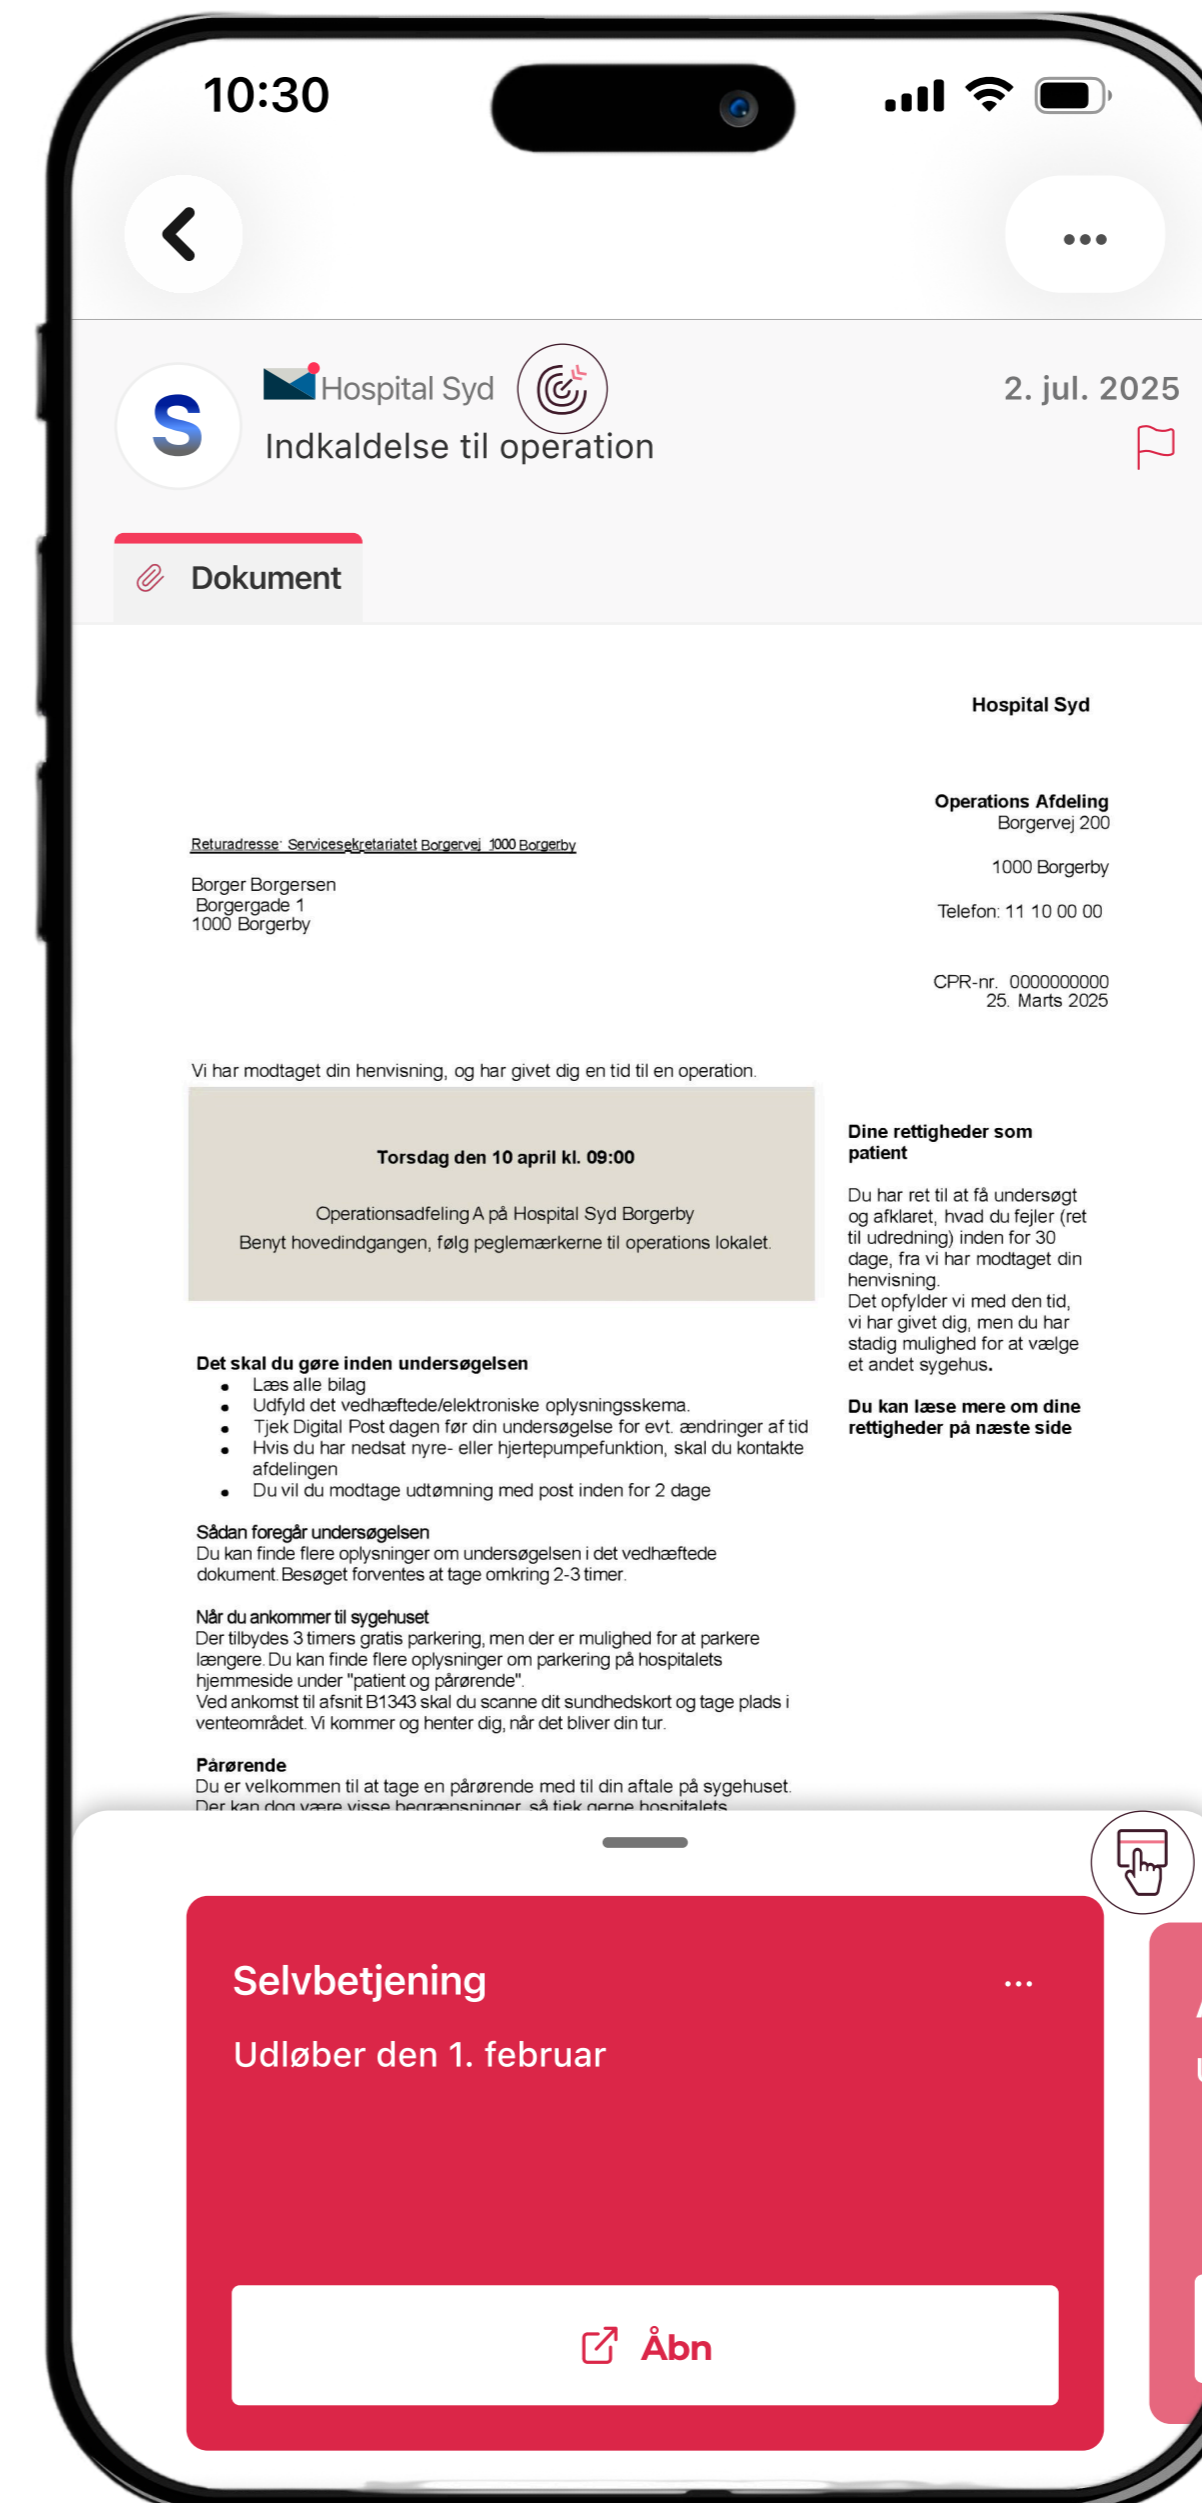 10:30
S
Hospital Syd
2. jul. 2025
Indkaldelse til operation
Dokument
Hospital Syd
Operations Afdeling
Borgervej 200
1000 Borgerby
Telefon: 11 10 00 00
CPR-nr. 0000000000
25. Marts 2025
Returadresse: Servicesekretariatet Borgervej 1000 Borgerby
Borger Borgersen
Borgergade 1
1000 Borgerby
Vi har modtaget din henvisning, og har givet dig en tid til en operation.
Torsdag den 10 april kl. 09:00
Operationsadfeling A på Hospital Syd Borgerby
Benyt hovedindgangen, følg peglemærkerne til operations lokalet.
Dine rettigheder som
patient
Du har ret til at få undersøgt
og afklaret, hvad du fejler (ret
til udredning) inden for 30
dage, fra vi har modtaget din
henvisning.
Det opfylder vi med den tid,
vi har givet dig, men du har
stadig mulighed for at vælge
et andet sygehus.
Du kan læse mere om dine
rettigheder på næste side
Det skal du gøre inden undersøgelsen
• Læs alle bilag
• Udfyld det vedhæftede/elektroniske oplysningsskema.
• Tjek Digital Post dagen før din undersøgelse for evt. ændringer af tid
• Hvis du har nedsat nyre- eller hjertepumpefunktion, skal du kontakte
afdelingen
• Du vil du modtage udtømning med post inden for 2 dage
Sådan foregår undersøgelsen
Du kan finde flere oplysninger om undersøgelsen i det vedhæftede
dokument. Besøget forventes at tage omkring 2-3 timer.
Når du ankommer til sygehuset
Der tilbydes 3 timers gratis parkering, men der er mulighed for at parkere
længere. Du kan finde flere oplysninger om parkering på hospitalets
hjemmeside under "patient og pårørende".
Ved ankomst til afsnit B1343 skal du scanne dit sundhedskort og tage plads i
venteområdet. Vi kommer og henter dig, når det bliver din tur.
Pårørende
Du er velkommen til at tage en pårørende med til din aftale på sygehuset.
Der kan dog være visse begrænsninger, så tjek gerne hospitalets
Selvbetjening
Udløber den 1. februar
Åbn